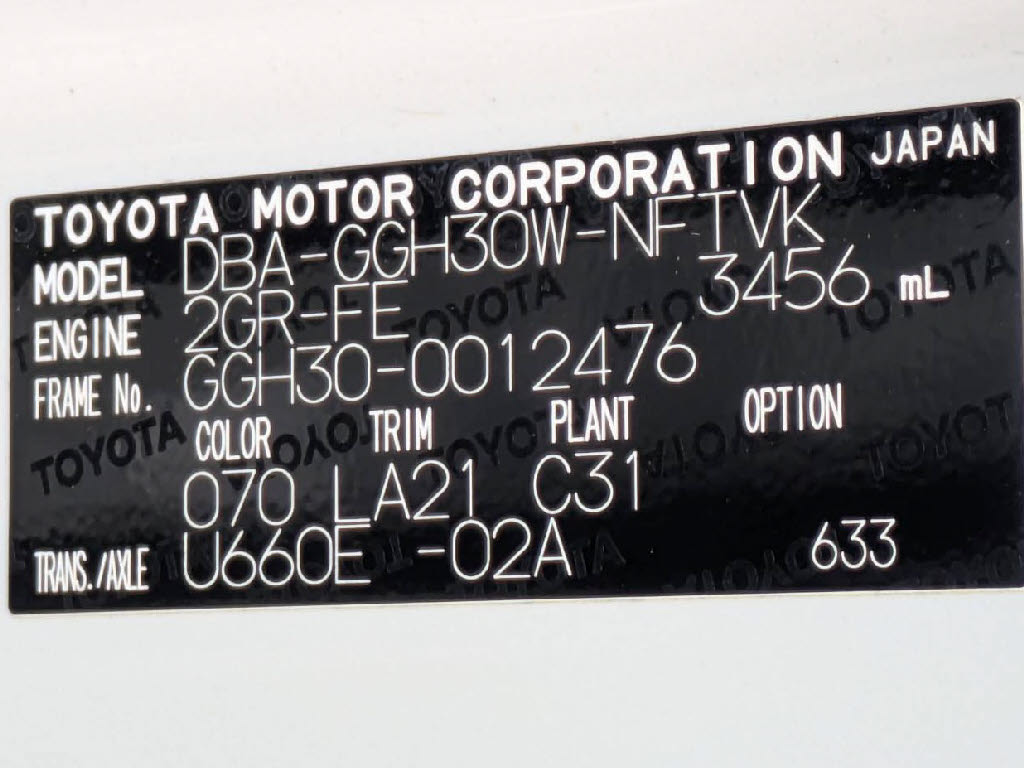 TOYOTA MOTOR CORPORATION JAPAN
MODEL DBA-GGH30W-NFTVK
ENGINE 2GR-FE 3456 mL
FRAME No. GGH30-0012476
COLOR TRIM PLANT OPTION
070 LA21 C31
TRANS./AXLE U660E -02A 633